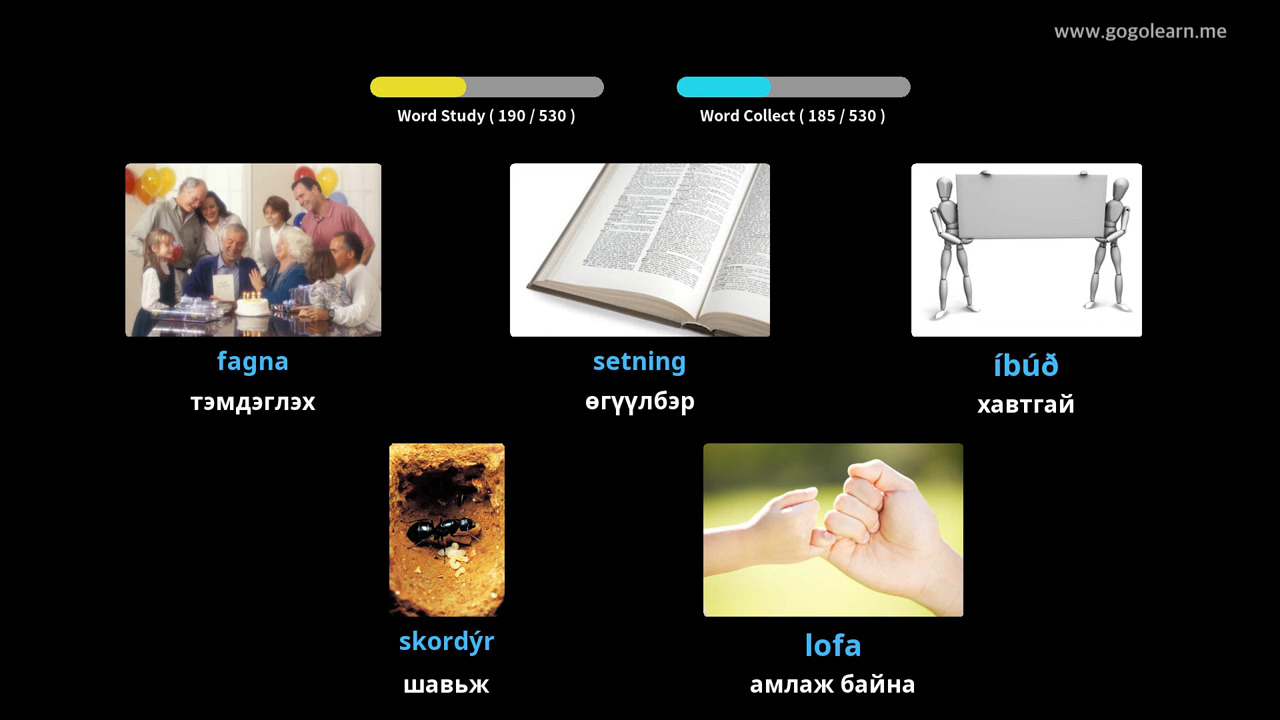 www.gogolearn.me
Word Study ( 190 / 530 )
Word Collect ( 185 / 530 )
fagna
тэмдэглэх
setning
өгүүлбэр
íbúð
хавтгай
skordýr
шавьж
lofa
амлаж байна